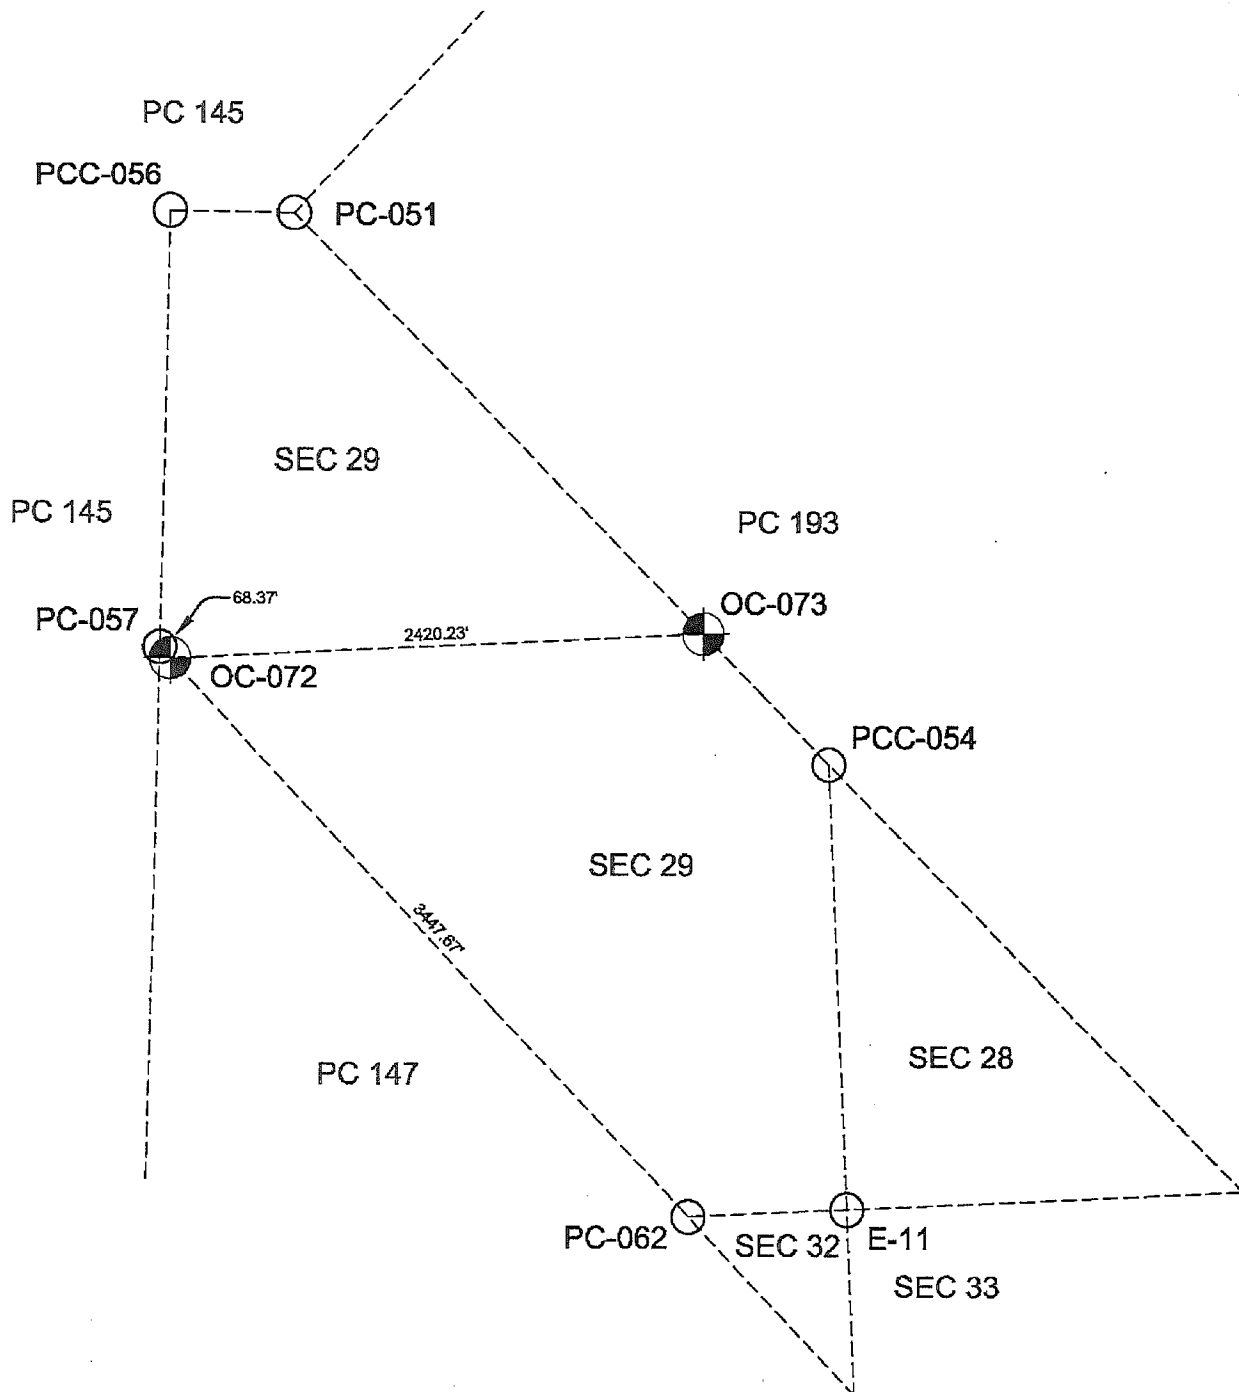 PC 145
PCC-056
PC-051
SEC 29
PC 145
PC 193
68.37'
OC-073
PC-057
2420.23'
OC-072
PCC-054
SEC 29
3447.67'
SEC 28
PC 147
PC-062
SEC 32
E-11
SEC 33